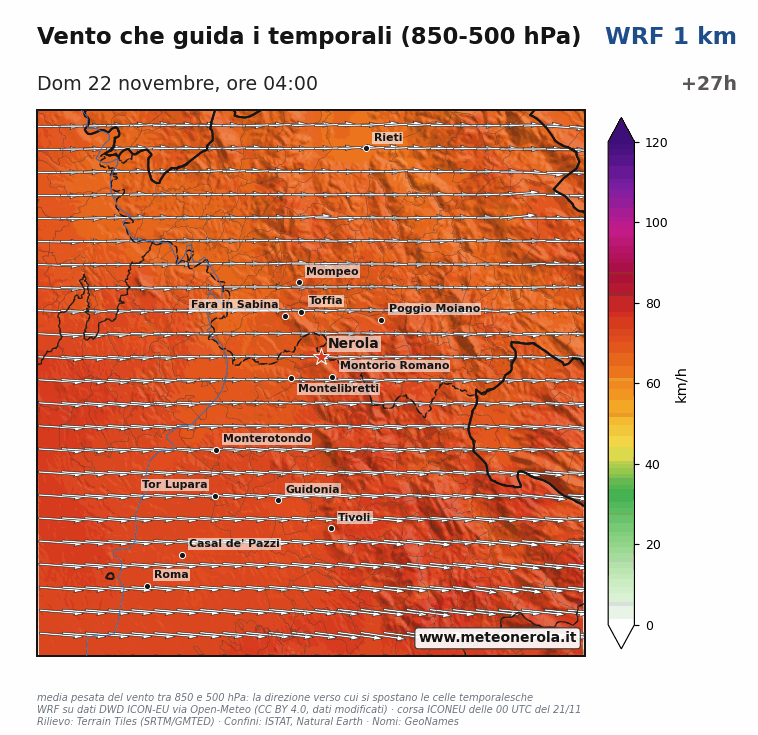 Vento che guida i temporali (850-500 hPa) WRF 1 km
Dom 22 novembre, ore 04:00 +27h
Rieti
Mompeo
Fara in Sabina
Toffia
Poggio Moiano
Nerola
Montorio Romano
Montelibretti
Monterotondo
Tor Lupara
Guidonia
Tivoli
Casal de' Pazzi
Roma
www.meteonerola.it
120
100
80
60
40
20
0
km/h
media pesata del vento tra 850 e 500 hPa: la direzione verso cui si spostano le celle temporalesche
WRF su dati DWD ICON-EU via Open-Meteo (CC BY 4.0, dati modificati) · corsa ICONEU delle 00 UTC del 21/11
Rilievo: Terrain Tiles (SRTM/GMTED) · Confini: ISTAT, Natural Earth · Nomi: GeoNames